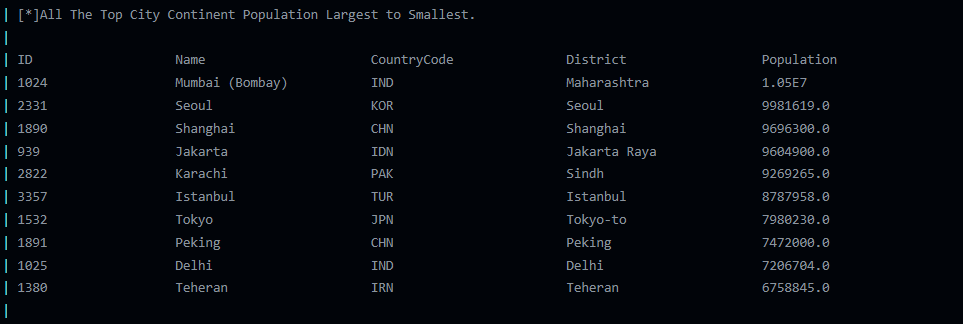 | [*]All The Top City Continent Population Largest to Smallest.
|
| ID Name CountryCode District Population
| 1024 Mumbai (Bombay) IND Maharashtra 1.05E7
| 2331 Seoul KOR Seoul 9981619.0
| 1890 Shanghai CHN Shanghai 9696300.0
| 939 Jakarta IDN Jakarta Raya 9604900.0
| 2822 Karachi PAK Sindh 9269265.0
| 3357 Istanbul TUR Istanbul 8787958.0
| 1532 Tokyo JPN Tokyo-to 7980230.0
| 1891 Peking CHN Peking 7472000.0
| 1025 Delhi IND Delhi 7206704.0
| 1380 Teheran IRN Teheran 6758845.0
|